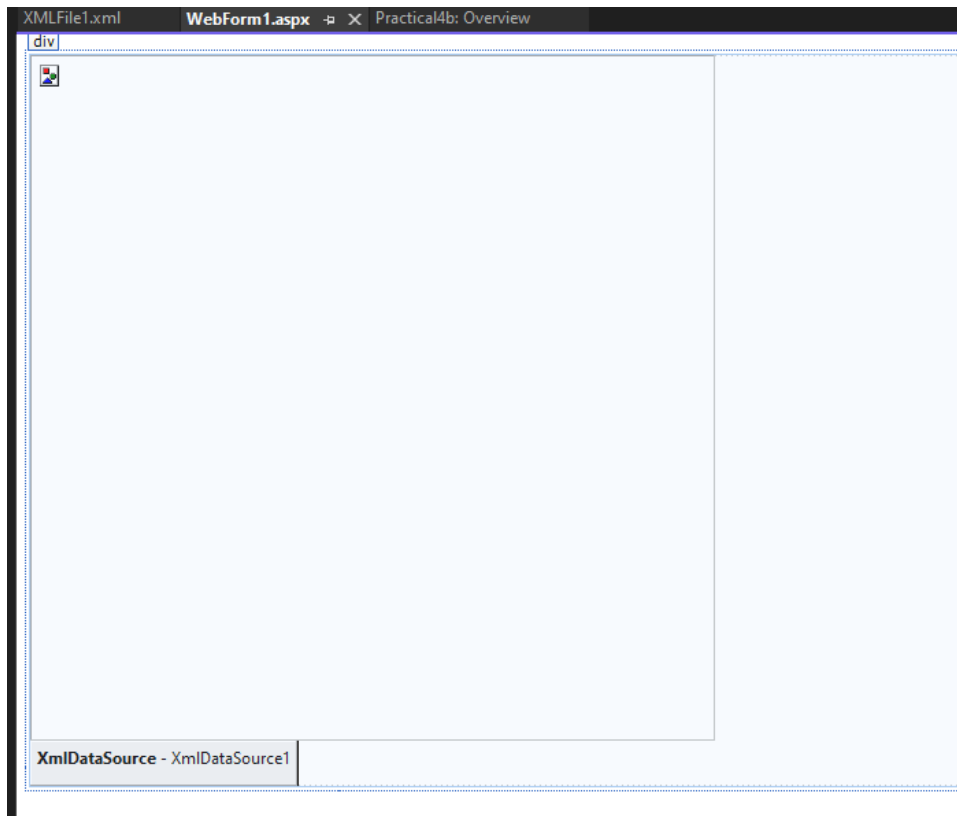 XMLFile1.xml WebForm1.aspx Practical4b: Overview
div
XmlDataSource - XmlDataSource1